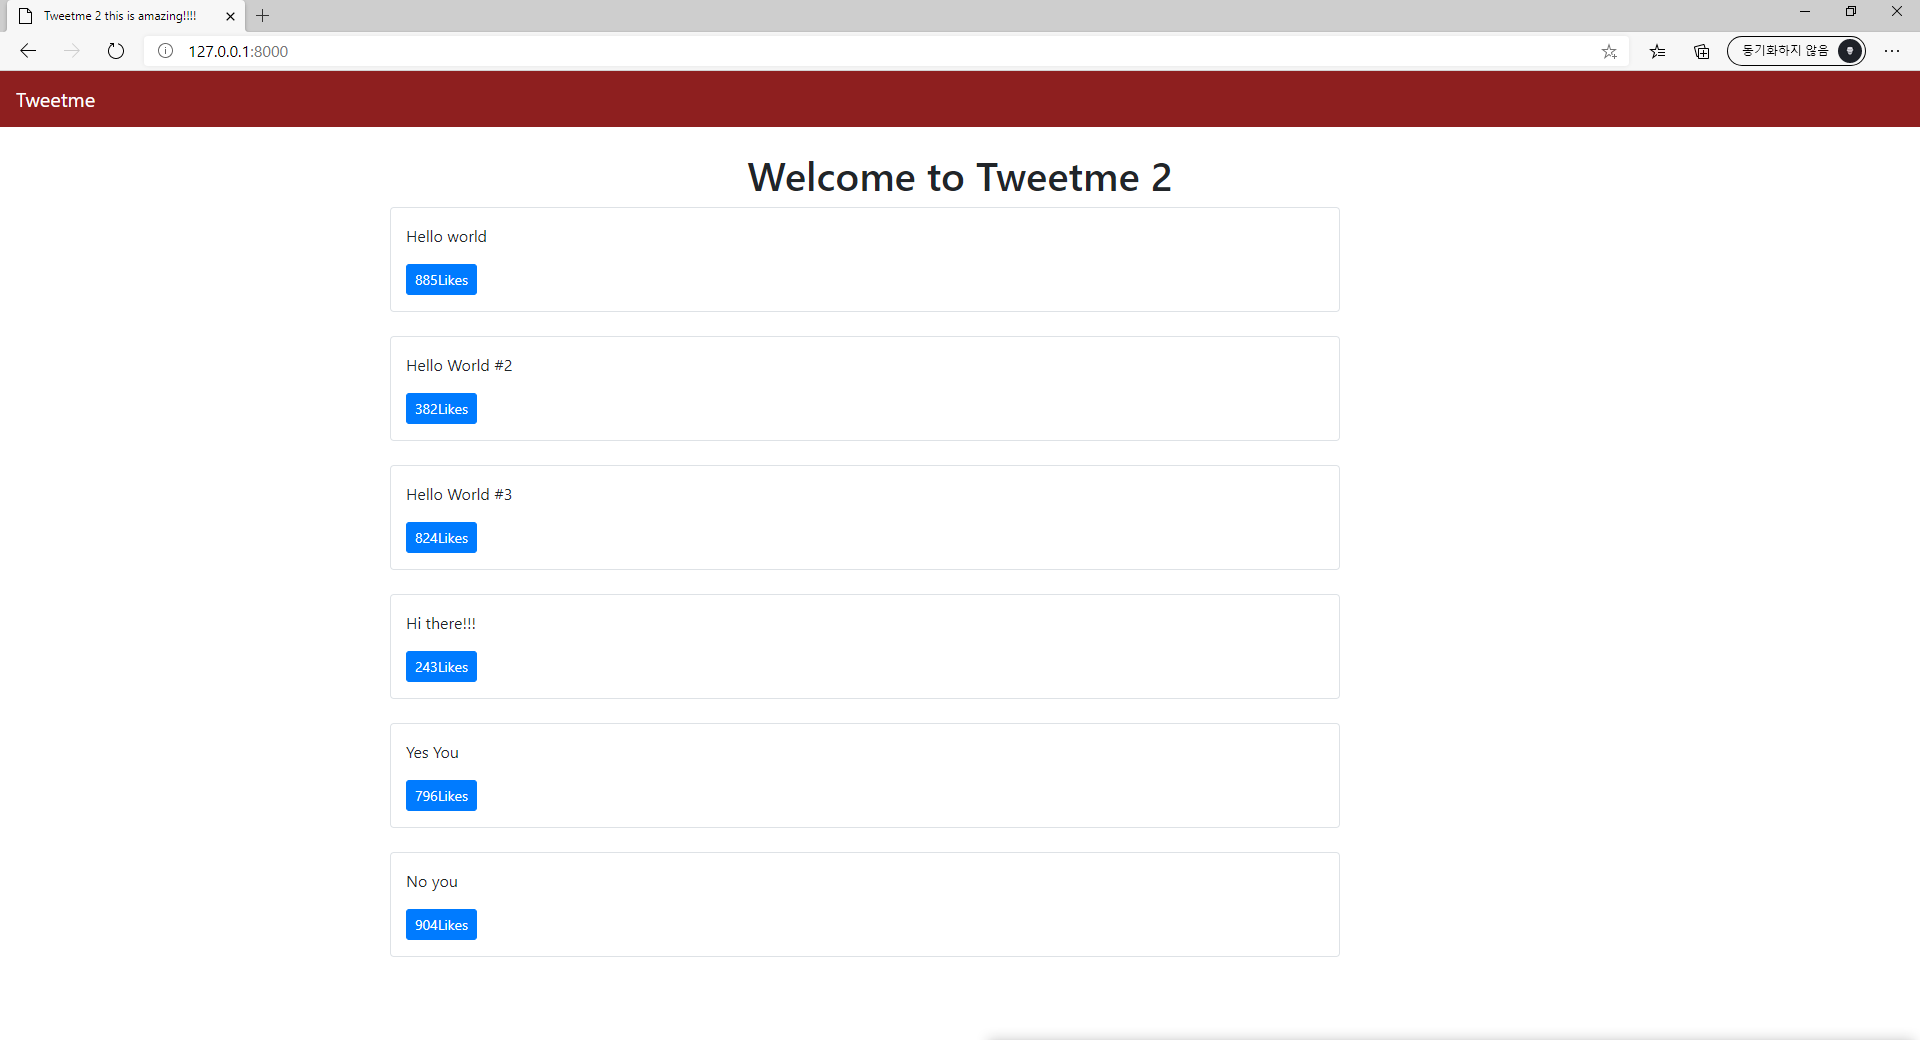 Tweetme 2 this is amazing!!!!
127.0.0.1:8000
동기화하지 않음
Tweetme
Welcome to Tweetme 2
Hello world
885Likes
Hello World #2
382Likes
Hello World #3
824Likes
Hi there!!!
243Likes
Yes You
796Likes
No you
904Likes